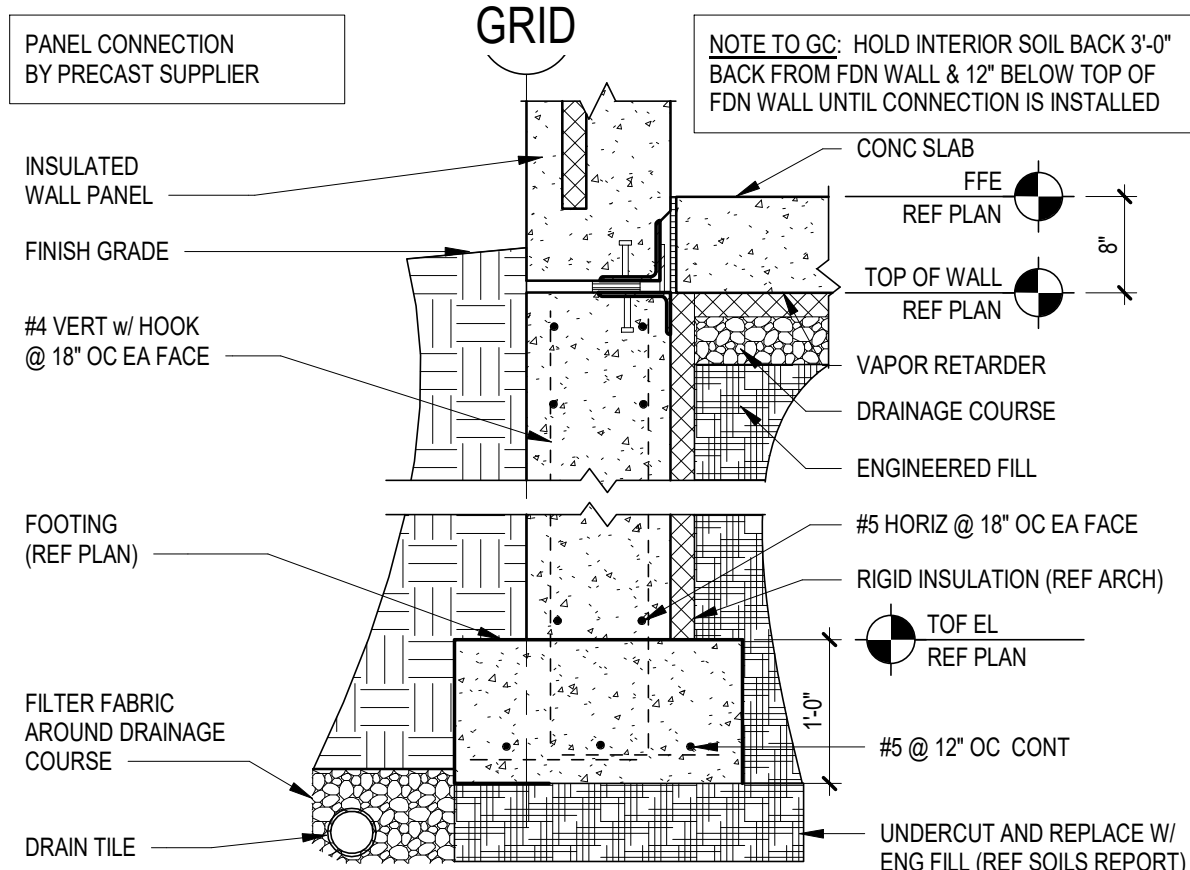 GRID
PANEL CONNECTION
BY PRECAST SUPPLIER
NOTE TO GC: HOLD INTERIOR SOIL BACK 3'-0"
BACK FROM FDN WALL & 12" BELOW TOP OF
FDN WALL UNTIL CONNECTION IS INSTALLED
INSULATED
WALL PANEL
FINISH GRADE
#4 VERT w/ HOOK
@ 18" OC EA FACE
FOOTING
(REF PLAN)
FILTER FABRIC
AROUND DRAINAGE
COURSE
DRAIN TILE
CONC SLAB
FFE
REF PLAN
8"
TOP OF WALL
REF PLAN
VAPOR RETARDER
DRAINAGE COURSE
ENGINEERED FILL
#5 HORIZ @ 18" OC EA FACE
RIGID INSULATION (REF ARCH)
TOF EL
REF PLAN
1'-0"
#5 @ 12" OC CONT
UNDERCUT AND REPLACE W/
ENG FILL (REF SOILS REPORT)